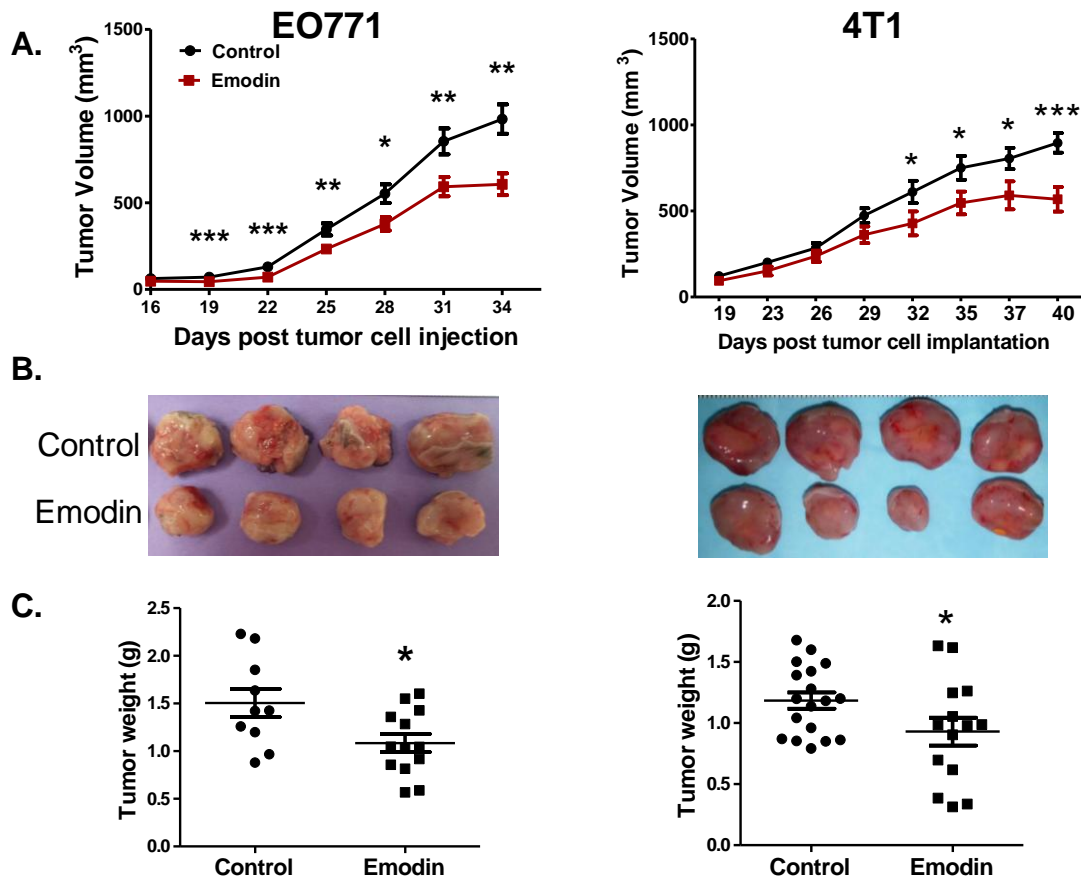 A.
EO771
Tumor Volume (mm³)
1500
1000
500
0
Control
Emodin
***
***
**
*
**
**
16 19 22 25 28 31 34
Days post tumor cell injection
4T1
Tumor Volume (mm³)
1500
1000
500
0
*
*
*
***
19 23 26 29 32 35 37 40
Days post tumor cell implantation
B.
Control
Emodin
C.
Tumor weight (g)
2.5
2.0
1.5
1.0
0.5
0.0
*
Control Emodin
Tumor weight (g)
2.0
1.5
1.0
0.5
0.0
*
Control Emodin